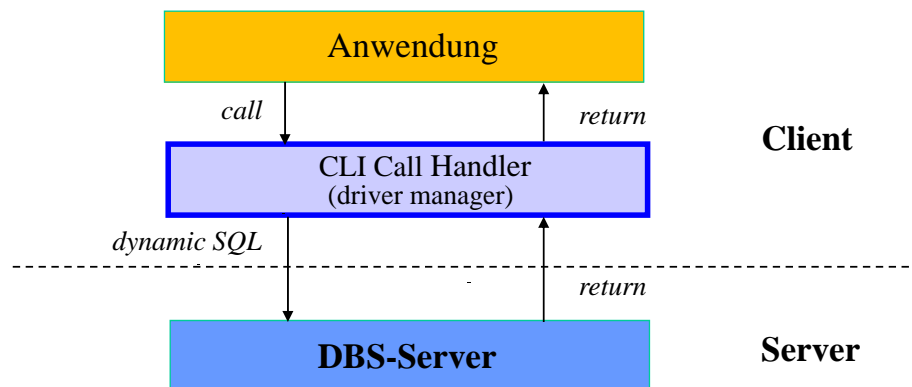 Anwendung
call
return
Client
CLI Call Handler
(driver manager)
dynamic SQL
return
DBS-Server
Server